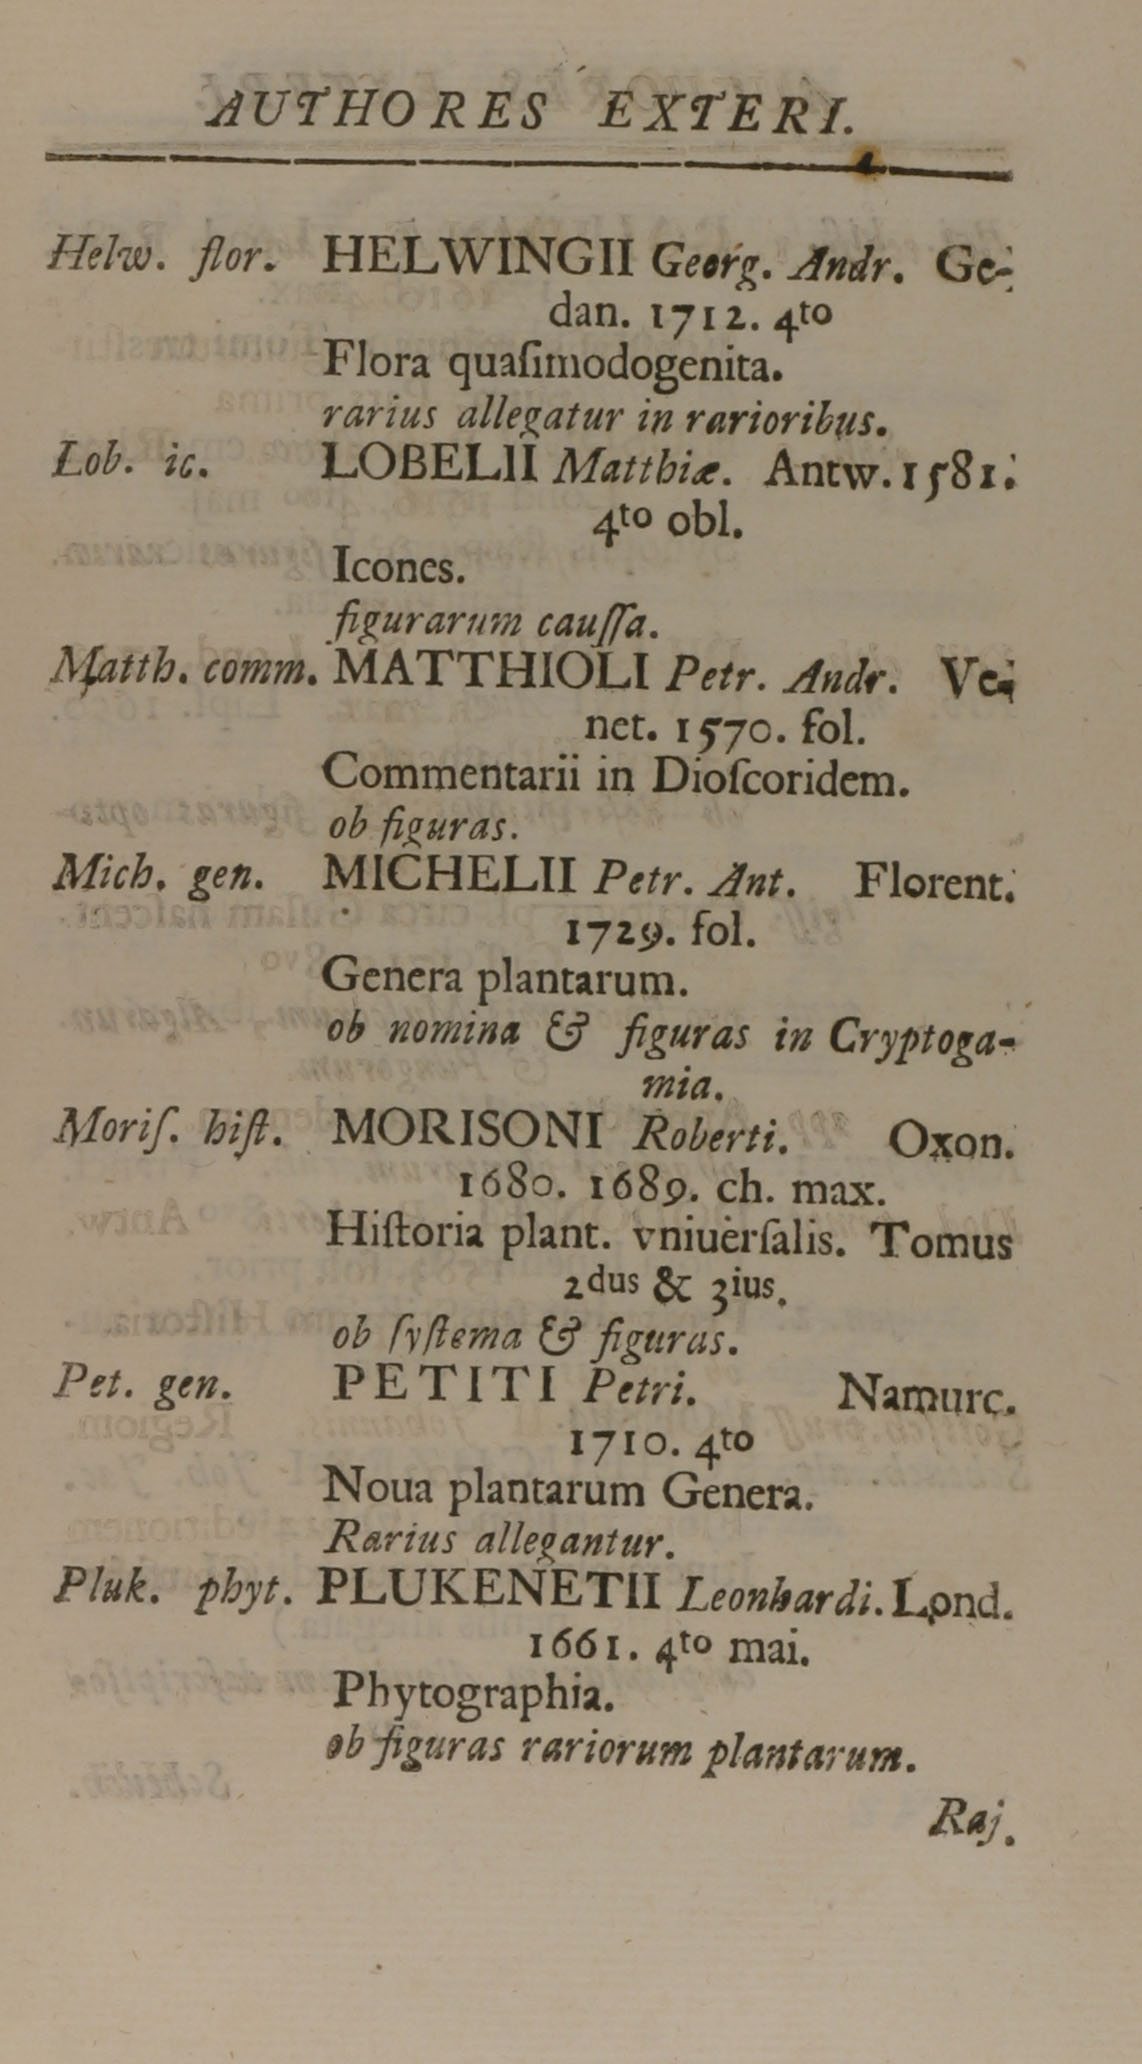 AUTHORES EXTERI.
Helw. flor. HELWINGII Georg. Andr. Ge-
dan. 1712. 4to
Flora quaſimodogenita.
rarius allegatur in rarioribus.
Lob. ic. LOBELII Matthiæ. Antw. 1581.
4to obl.
Icones.
figurarum cauſſa.
Matth. comm. MATTHIOLI Petr. Andr. Ve-
net. 1570. fol.
Commentarii in Dioſcoridem.
ob figuras.
Mich. gen. MICHELII Petr. Ant. Florent.
1729. fol.
Genera plantarum.
ob nomina & figuras in Cryptoga-
mia.
Moriſ. hiſt. MORISONI Roberti. Oxon.
1680. 1689. ch. max.
Hiſtoria plant. vniuerſalis. Tomus
2dus & 3ius.
ob ſyſtema & figuras.
Pet. gen. PETITI Petri. Namurc.
1710. 4to
Noua plantarum Genera.
Rarius allegantur.
Pluk. phyt. PLUKENETII Leonhardi. Lond.
1661. 4to mai.
Phytographia.
ob figuras rariorum plantarum.
Raj.